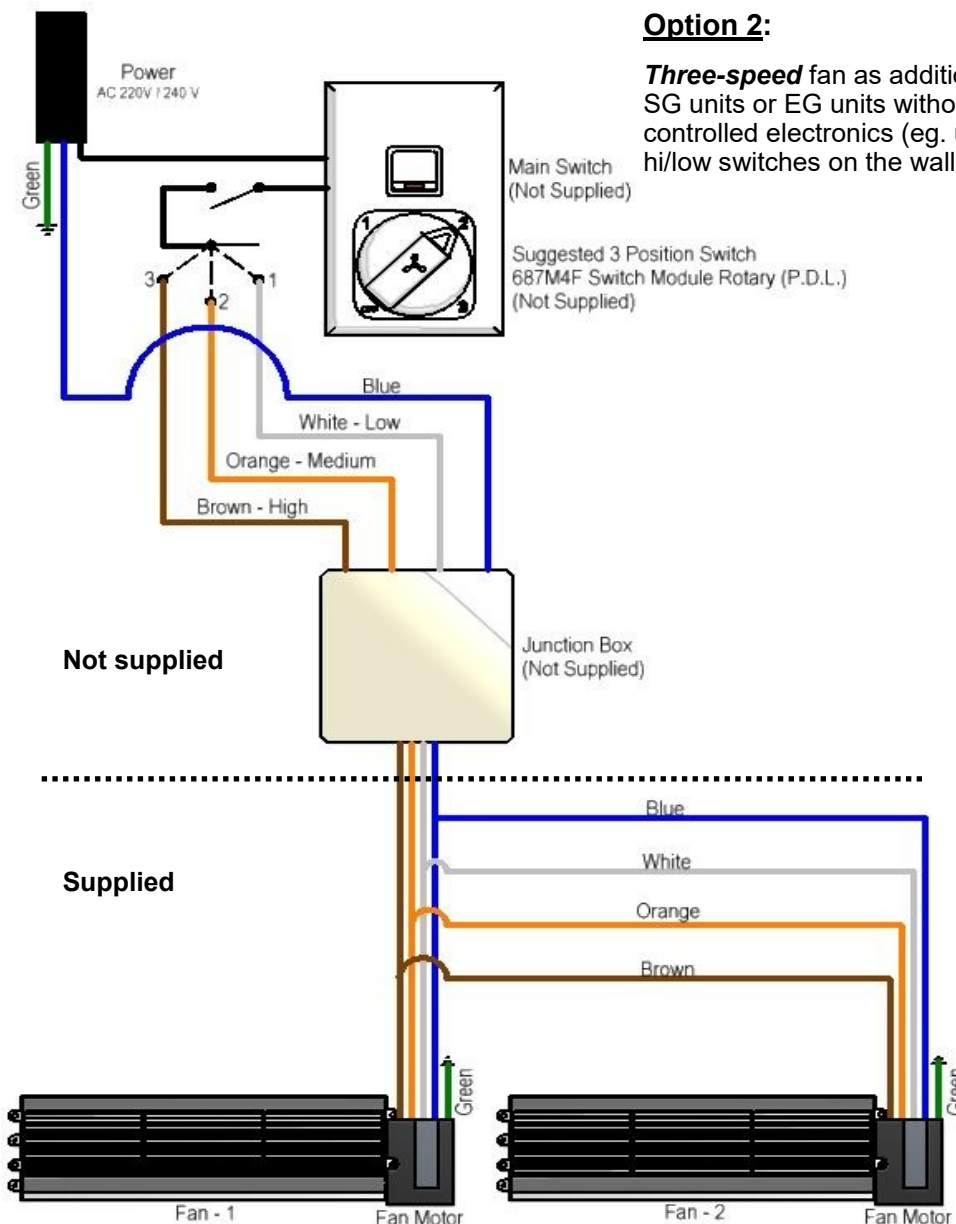 Option 2:
Three-speed fan as additio
SG units or EG units witho
controlled electronics (eg. u
hi/low switches on the wall
Power
AC 220V / 240 V
Green
Main Switch
(Not Supplied)
1
2
3
Suggested 3 Position Switch
687M4F Switch Module Rotary (P.D.L.)
(Not Supplied)
3
2
1
Blue
White - Low
Orange - Medium
Brown - High
Not supplied
Junction Box
(Not Supplied)
Supplied
Blue
White
Orange
Brown
Green
Green
Fan - 1
Fan Motor
Fan - 2
Fan Motor